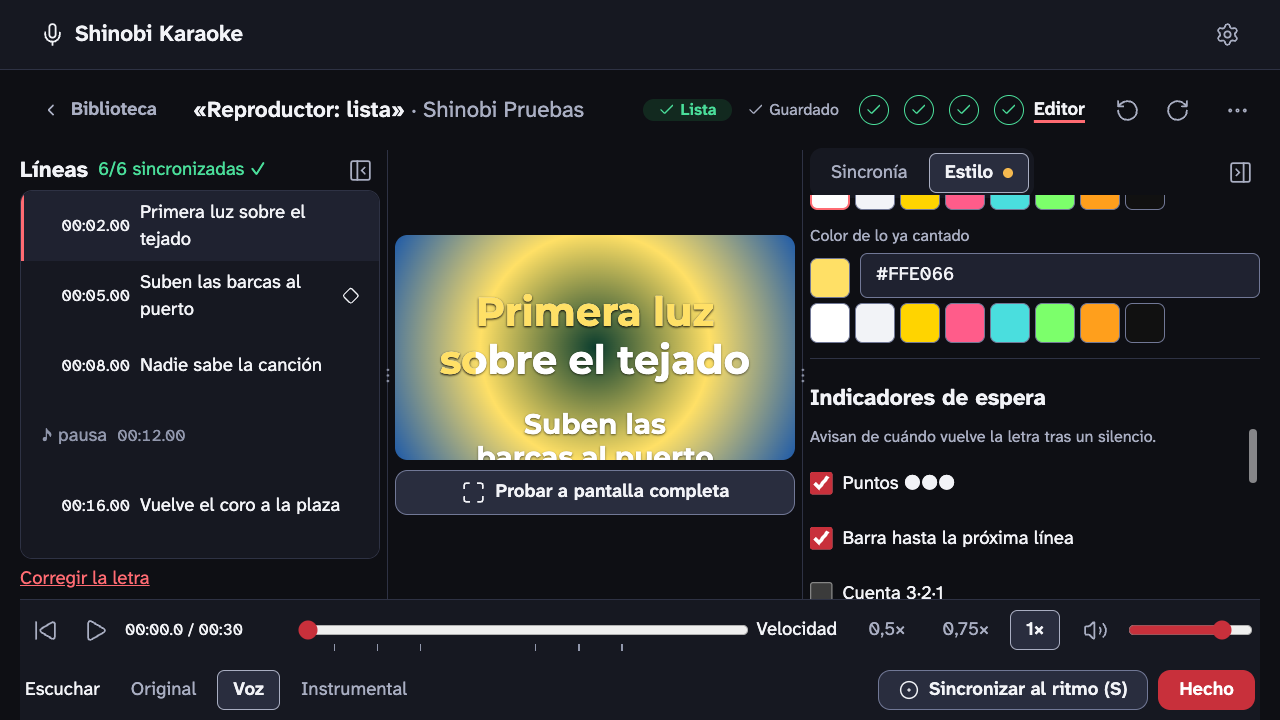 Shinobi Karaoke
Biblioteca
«Reproductor: lista» · Shinobi Pruebas
Lista
Guardado
Editor
Líneas 6/6 sincronizadas
00:02.00 Primera luz sobre el
tejado
00:05.00 Suben las barcas al
puerto
00:08.00 Nadie sabe la canción
pausa 00:12.00
00:16.00 Vuelve el coro a la plaza
Corregir la letra
Primera luz
sobre el tejado
Suben las
barcas al puerto
Probar a pantalla completa
Sincronía
Estilo
Color de lo ya cantado
#FFE066
Indicadores de espera
Avisan de cuándo vuelve la letra tras un silencio.
Puntos
Barra hasta la próxima línea
Cuenta 3·2·1
00:00.0 / 00:30
Velocidad
0,5×
0,75×
1×
Escuchar
Original
Voz
Instrumental
Sincronizar al ritmo (S)
Hecho